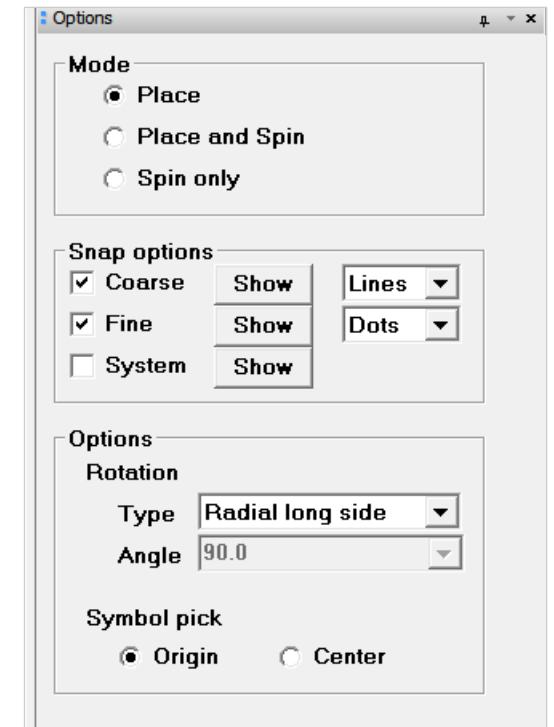 Options
Mode
Place
Place and Spin
Spin only
Snap options
Coarse Show Lines
Fine Show Dots
System Show
Options
Rotation
Type Radial long side
Angle 90.0
Symbol pick
Origin Center